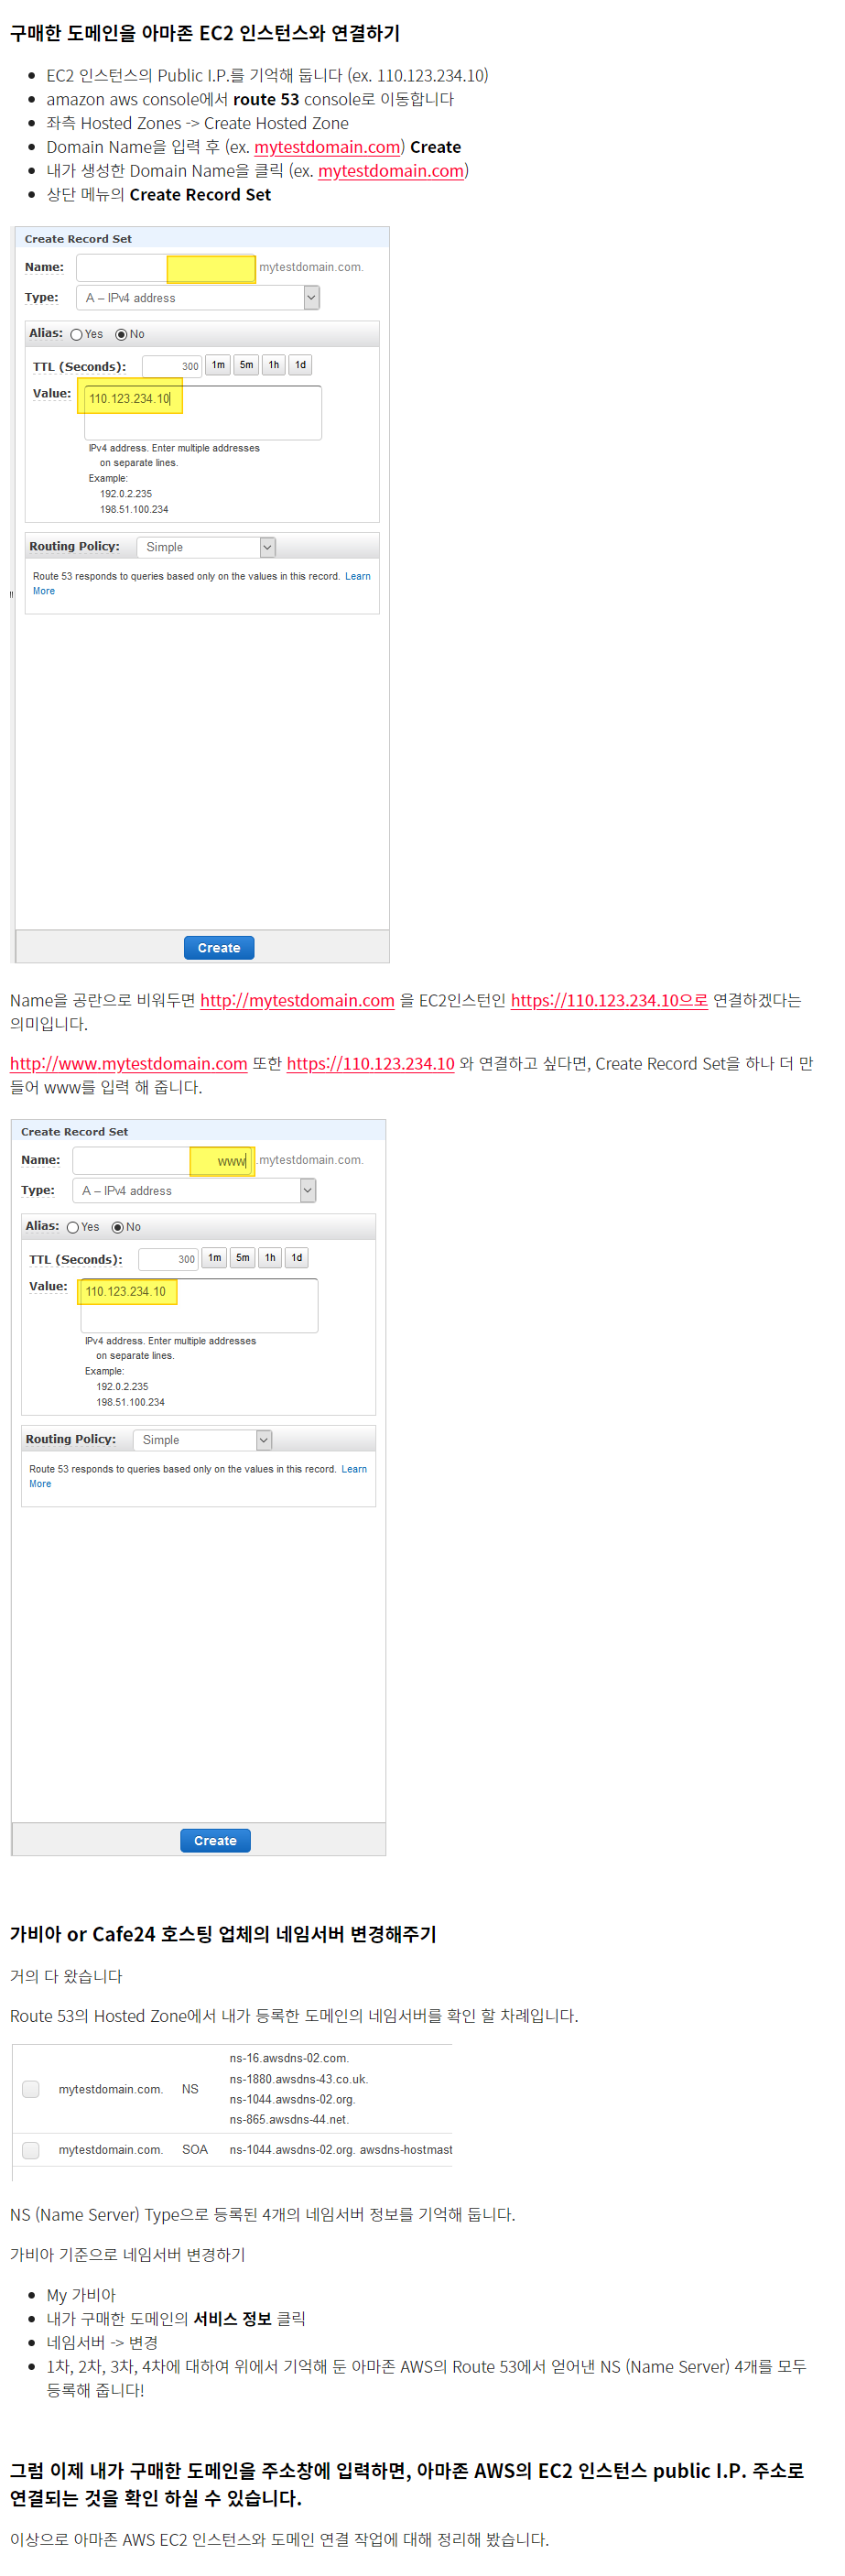 구매한 도메인을 아마존 EC2 인스턴스와 연결하기
EC2 인스턴스의 Public I.P.를 기억해 둡니다 (ex. 110.123.234.10)
amazon aws console에서 route 53 console로 이동합니다
좌측 Hosted Zones -> Create Hosted Zone
Domain Name을 입력 후 (ex. mytestdomain.com) Create
내가 생성한 Domain Name을 클릭 (ex. mytestdomain.com)
상단 메뉴의 Create Record Set
Create Record Set
Name: mytestdomain.com.
Type: A – IPv4 address
Alias: Yes No
TTL (Seconds): 300 1m 5m 1h 1d
Value: 110.123.234.10
IPv4 address. Enter multiple addresses
on separate lines.
Example:
192.0.2.235
198.51.100.234
Routing Policy: Simple
Route 53 responds to queries based only on the values in this record. Learn
More
Create
Name을 공란으로 비워두면 http://mytestdomain.com 을 EC2인스턴인 https://110.123.234.10으로 연결하겠다는
의미입니다.
http://www.mytestdomain.com 또한 https://110.123.234.10 와 연결하고 싶다면, Create Record Set을 하나 더 만
들어 www를 입력 해 줍니다.
Create Record Set
Name: www .mytestdomain.com.
Type: A – IPv4 address
Alias: Yes No
TTL (Seconds): 300 1m 5m 1h 1d
Value: 110.123.234.10
IPv4 address. Enter multiple addresses
on separate lines.
Example:
192.0.2.235
198.51.100.234
Routing Policy: Simple
Route 53 responds to queries based only on the values in this record. Learn
More
Create
가비아 or Cafe24 호스팅 업체의 네임서버 변경해주기
거의 다 왔습니다
Route 53의 Hosted Zone에서 내가 등록한 도메인의 네임서버를 확인 할 차례입니다.
ns-16.awsdns-02.com.
ns-1880.awsdns-43.co.uk.
mytestdomain.com. NS
ns-1044.awsdns-02.org.
ns-865.awsdns-44.net.
mytestdomain.com. SOA ns-1044.awsdns-02.org. awsdns-hostmast
NS (Name Server) Type으로 등록된 4개의 네임서버 정보를 기억해 둡니다.
가비아 기준으로 네임서버 변경하기
My 가비아
내가 구매한 도메인의 서비스 정보 클릭
네임서버 -> 변경
1차, 2차, 3차, 4차에 대하여 위에서 기억해 둔 아마존 AWS의 Route 53에서 얻어낸 NS (Name Server) 4개를 모두
등록해 줍니다!
그럼 이제 내가 구매한 도메인을 주소창에 입력하면, 아마존 AWS의 EC2 인스턴스 public I.P. 주소로
연결되는 것을 확인 하실 수 있습니다.
이상으로 아마존 AWS EC2 인스턴스와 도메인 연결 작업에 대해 정리해 봤습니다.